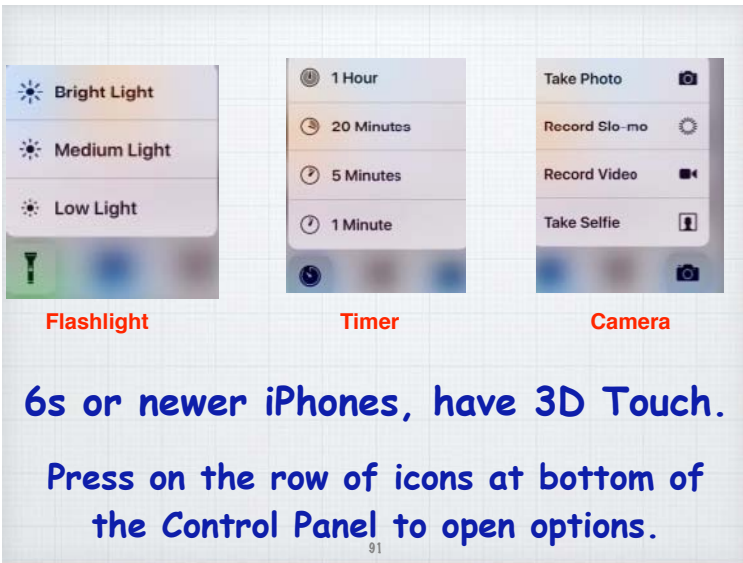 Bright Light
Medium Light
Low Light
1 Hour
20 Minutes
5 Minutes
1 Minute
Take Photo
Record Slo-mo
Record Video
Take Selfie
Flashlight
Timer
Camera
6s or newer iPhones, have 3D Touch.
Press on the row of icons at bottom of
the Control Panel to open options.
91